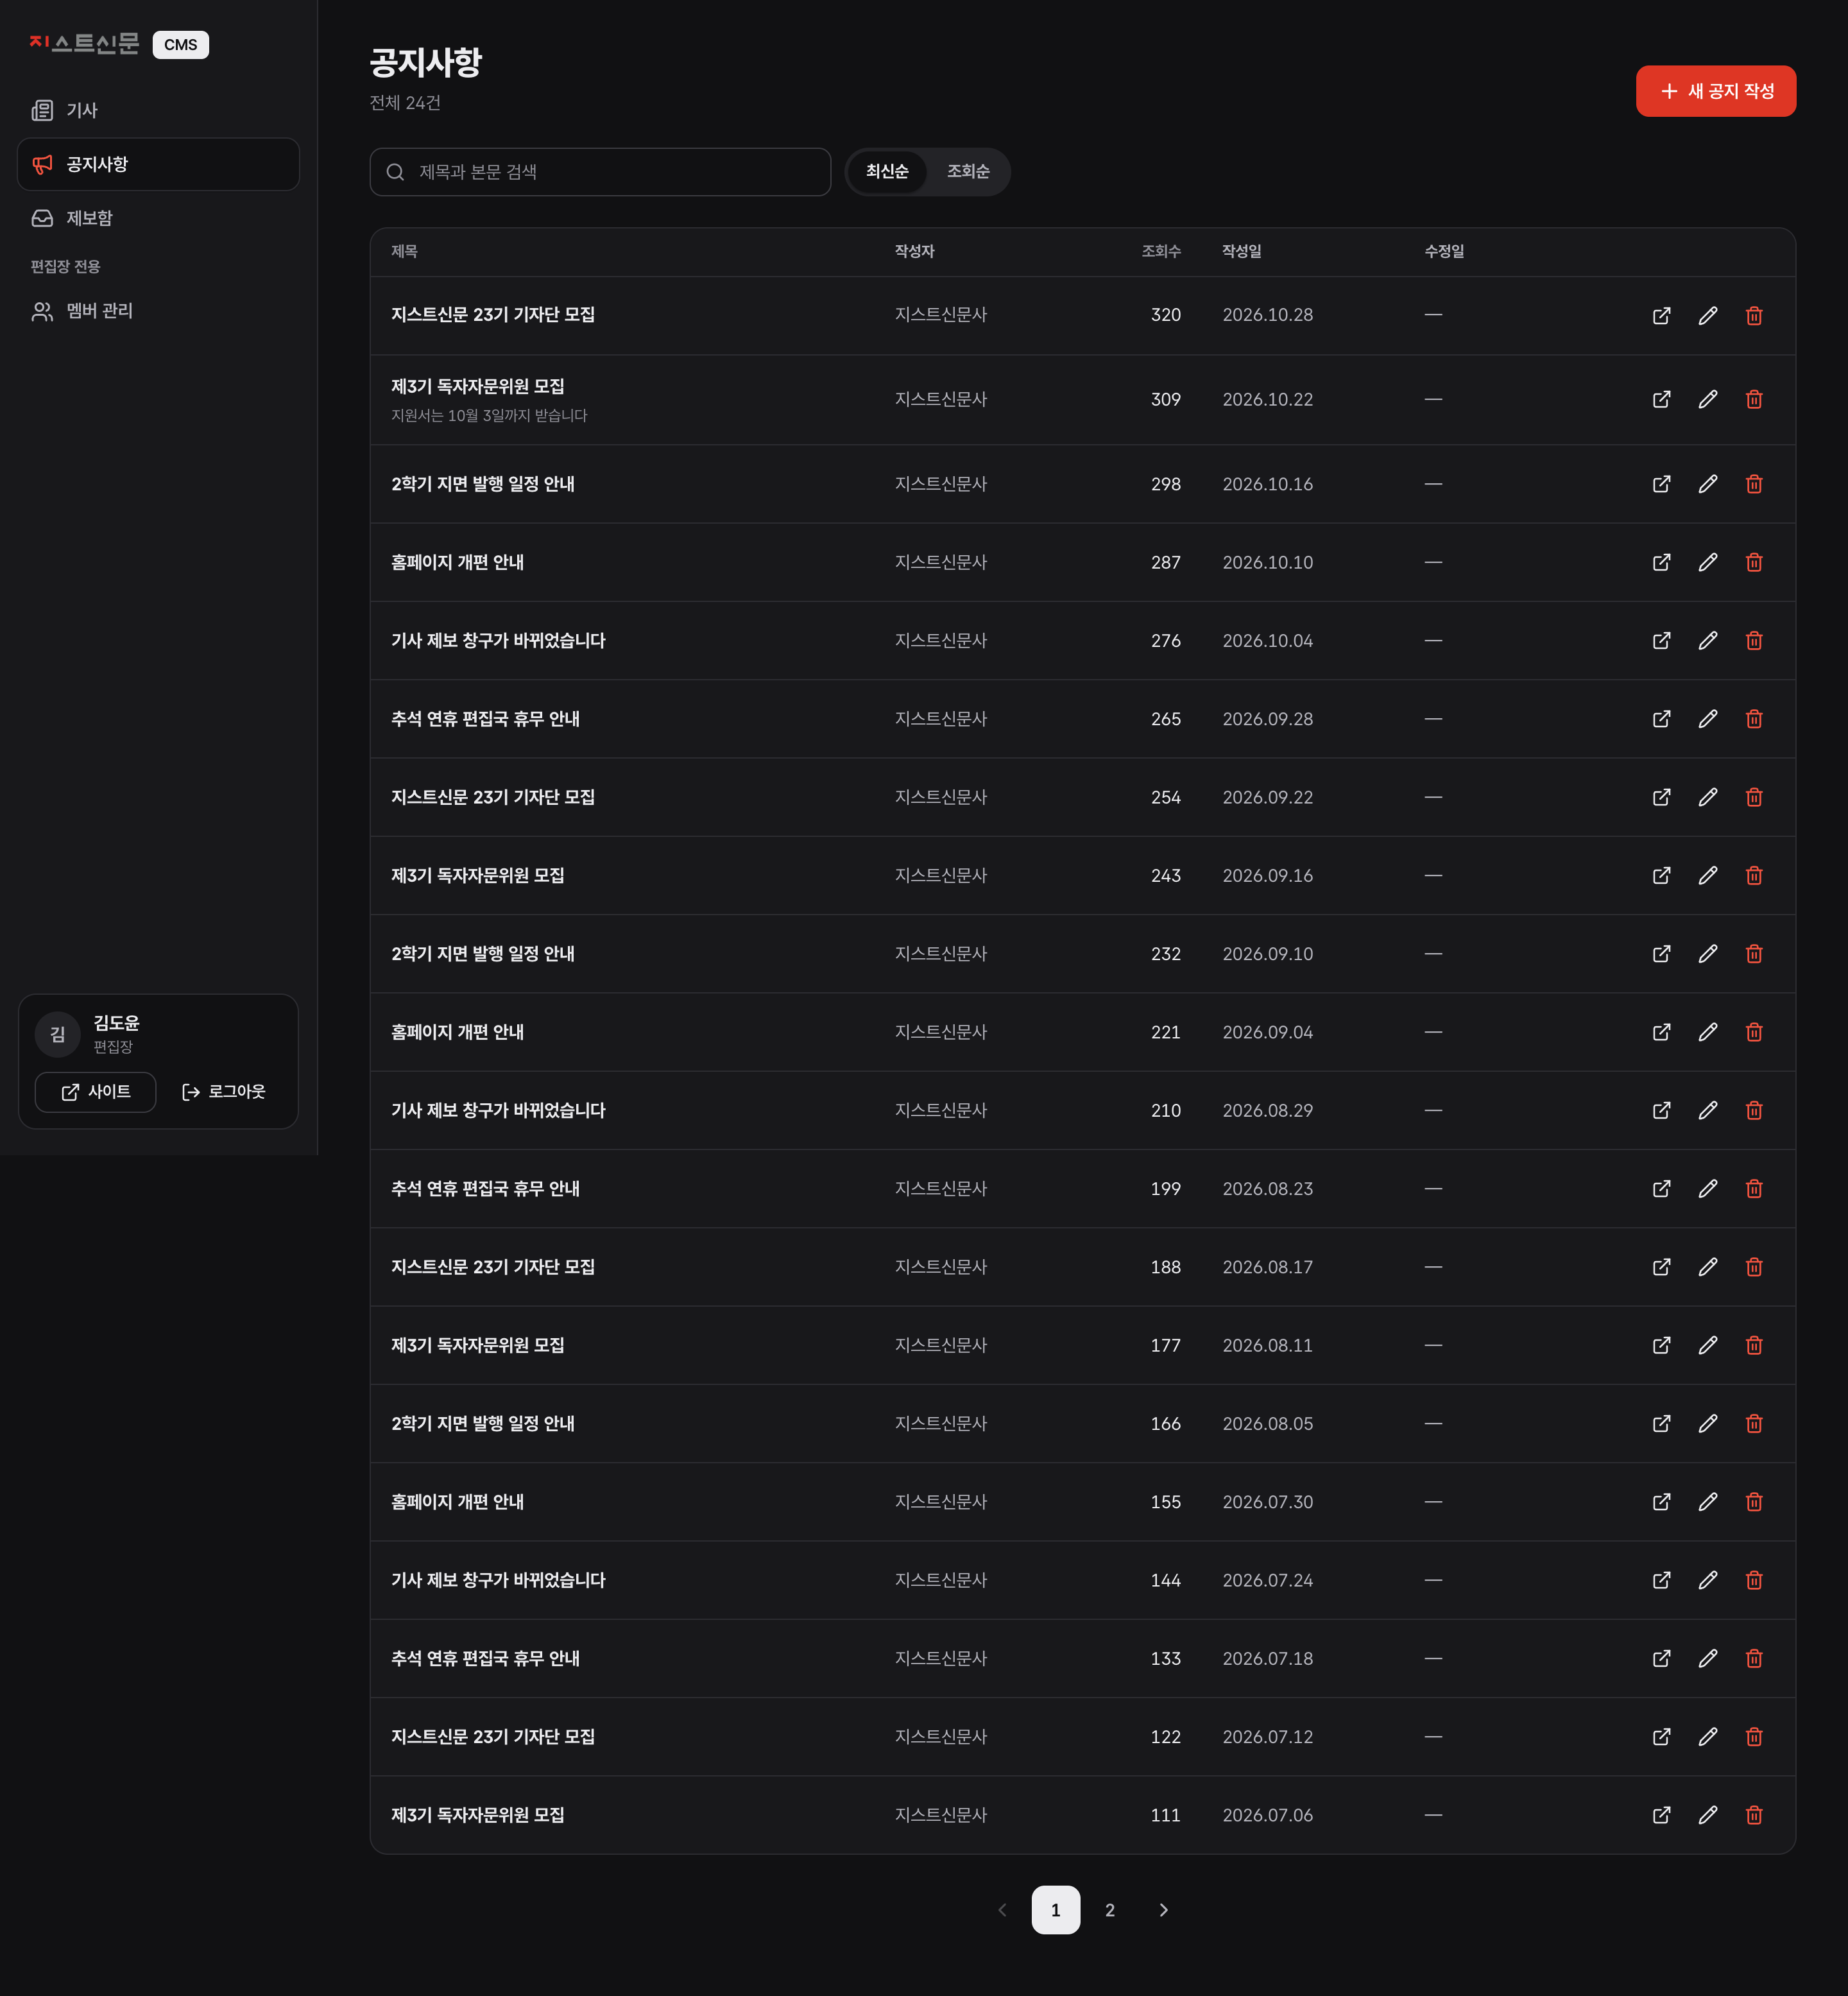 지스트신문 CMS
기사
공지사항
제보함
편집장 전용
멤버 관리
김
김도윤
편집장
사이트 로그아웃
공지사항
전체 24건
새 공지 작성
제목과 본문 검색
최신순 조회순
제목 작성자 조회수 작성일 수정일
지스트신문 23기 기자단 모집 지스트신문사 320 2026.10.28 —
제3기 독자자문위원 모집
지원서는 10월 3일까지 받습니다
지스트신문사 309 2026.10.22 —
2학기 지면 발행 일정 안내 지스트신문사 298 2026.10.16 —
홈페이지 개편 안내 지스트신문사 287 2026.10.10 —
기사 제보 창구가 바뀌었습니다 지스트신문사 276 2026.10.04 —
추석 연휴 편집국 휴무 안내 지스트신문사 265 2026.09.28 —
지스트신문 23기 기자단 모집 지스트신문사 254 2026.09.22 —
제3기 독자자문위원 모집 지스트신문사 243 2026.09.16 —
2학기 지면 발행 일정 안내 지스트신문사 232 2026.09.10 —
홈페이지 개편 안내 지스트신문사 221 2026.09.04 —
기사 제보 창구가 바뀌었습니다 지스트신문사 210 2026.08.29 —
추석 연휴 편집국 휴무 안내 지스트신문사 199 2026.08.23 —
지스트신문 23기 기자단 모집 지스트신문사 188 2026.08.17 —
제3기 독자자문위원 모집 지스트신문사 177 2026.08.11 —
2학기 지면 발행 일정 안내 지스트신문사 166 2026.08.05 —
홈페이지 개편 안내 지스트신문사 155 2026.07.30 —
기사 제보 창구가 바뀌었습니다 지스트신문사 144 2026.07.24 —
추석 연휴 편집국 휴무 안내 지스트신문사 133 2026.07.18 —
지스트신문 23기 기자단 모집 지스트신문사 122 2026.07.12 —
제3기 독자자문위원 모집 지스트신문사 111 2026.07.06 —
1 2